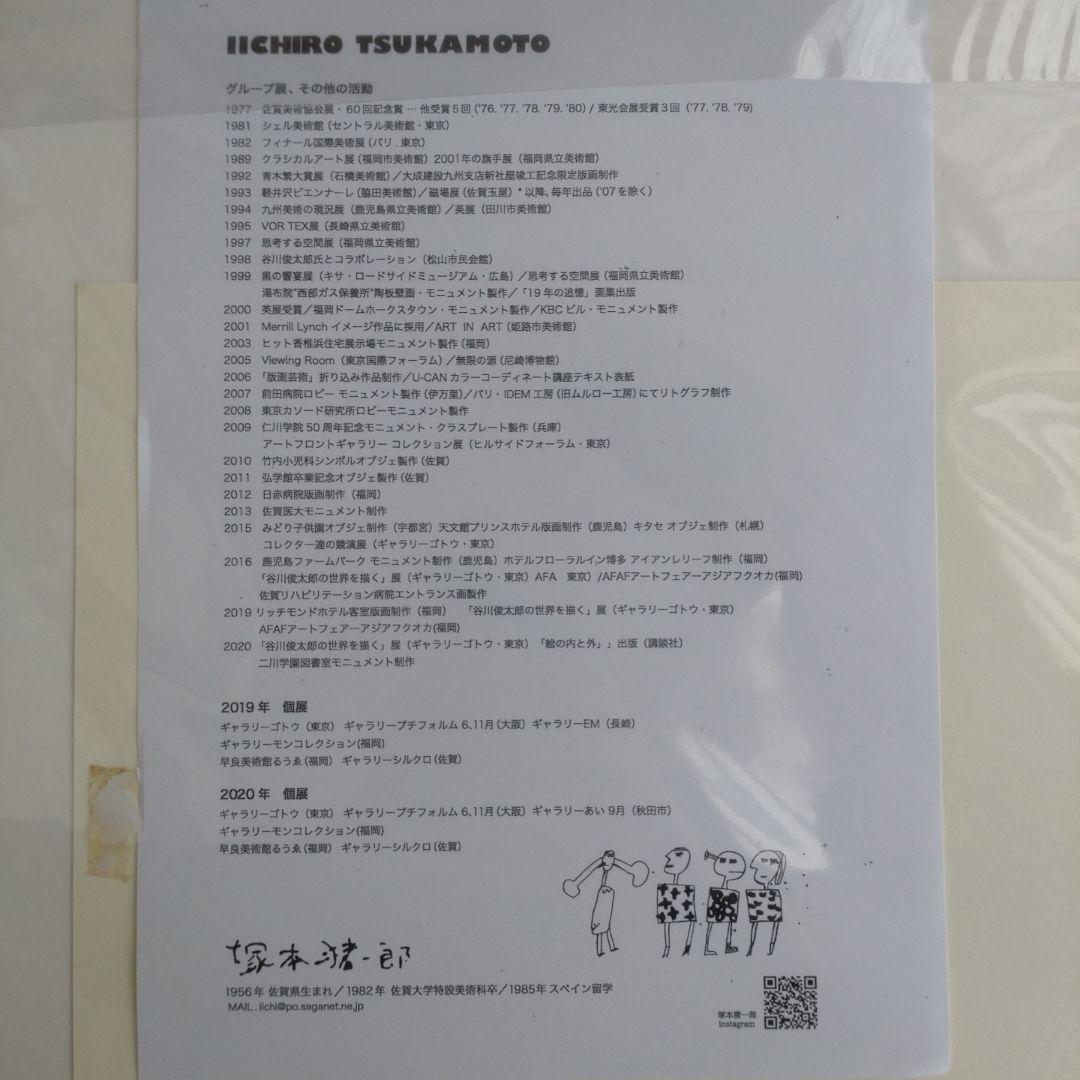 IICHIRO TSUKAMOTO
グループ展、その他の活動
1977 佐賀美術協会展・60回記念賞 … 他受賞5回('76. '77. '78. '79. '80) / 東光会展受賞3回 ('77. '78. '79)
1981 シェル美術館(セントラル美術館・東京)
1982 フィナール国際美術展(パリ . 東京)
1989 クラシカルアート展(福岡市美術館)2001年の旗手展(福岡県立美術館)
1992 青木繁大賞展(石橋美術館)/大成建設九州支店新社屋竣工記念限定版画制作
1993 軽井沢ビエンナーレ(脇田美術館)/磁場展(佐賀玉屋)*以降、毎年出品('07を除く)
1994 九州美術の現況展(鹿児島県立美術館)/英展(田川市美術館)
1995 VOR TEX展(長崎県立美術館)
1997 思考する空間展(福岡県立美術館)
1998 谷川俊太郎氏とコラボレーション(松山市民会館)
1999 黒の饗宴展(キサ・ロードサイドミュージアム・広島)/思考する空間展(福岡県立美術館)
湯布院"西部ガス保養所"陶板壁画・モニュメント製作/「19年の追憶」画集出版
2000 英展受賞/福岡ドームホークスタウン・モニュメント製作/KBCビル・モニュメント製作
2001 Merrill Lynch イメージ作品に採用/ART IN ART(姫路市美術館)
2003 ヒット香椎浜住宅展示場モニュメント製作(福岡)
2005 Viewing Room(東京国際フォーラム)/無限の源(尼崎博物館)
2006 「版画芸術」折り込み作品制作/U-CAN カラーコーディネート講座テキスト表紙
2007 前田病院ロビー モニュメント製作(伊万里)/パリ・IDEM工房(旧ムルロー工房)にてリトグラフ制作
2008 東京カソード研究所ロビーモニュメント製作
2009 仁川学院50周年記念モニュメント・クラスプレート製作(兵庫)
アートフロントギャラリー コレクション展(ヒルサイドフォーラム・東京)
2010 竹内小児科シンボルオブジェ製作(佐賀)
2011 弘学館卒業記念オブジェ製作(佐賀)
2012 日赤病院版画制作(福岡)
2013 佐賀医大モニュメント制作
2015 みどり子供園オブジェ制作(宇都宮)天文館プリンスホテル版画制作(鹿児島)キタセ オブジェ制作(札幌)
コレクター達の競演展(ギャラリーゴトウ・東京)
2016 鹿児島ファームパーク モニュメント制作(鹿児島)ホテルフローラルイン博多 アイアンレリーフ制作(福岡)
「谷川俊太郎の世界を描く」展(ギャラリーゴトウ・東京)AFA 東京)/AFAFアートフェアーアジアフクオカ(福岡)
佐賀リハビリテーション病院エントランス画製作
2019 リッチモンドホテル客室版画制作(福岡) 「谷川俊太郎の世界を描く」展(ギャラリーゴトウ・東京)
AFAFアートフェアーアジアフクオカ(福岡)
2020 「谷川俊太郎の世界を描く」展(ギャラリーゴトウ・東京)「絵の内と外」」出版(講談社)
二川学園図書室モニュメント制作
2019年 個展
ギャラリーゴトウ(東京) ギャラリープチフォルム 6、11月(大阪) ギャラリーEM(長崎)
ギャラリーモンコレクション(福岡)
早良美術館るうゑ(福岡) ギャラリーシルクロ(佐賀)
2020年 個展
ギャラリーゴトウ(東京) ギャラリープチフォルム 6、11月(大阪) ギャラリーあい 9月(秋田市)
ギャラリーモンコレクション(福岡)
早良美術館るうゑ(福岡) ギャラリーシルクロ(佐賀)
塚本猪一郎
1956年 佐賀県生まれ/1982年 佐賀大学特設美術科卒/1985年 スペイン留学
MAIL . iichi@po.saganet.ne.jp
塚本猪一郎
Instagram